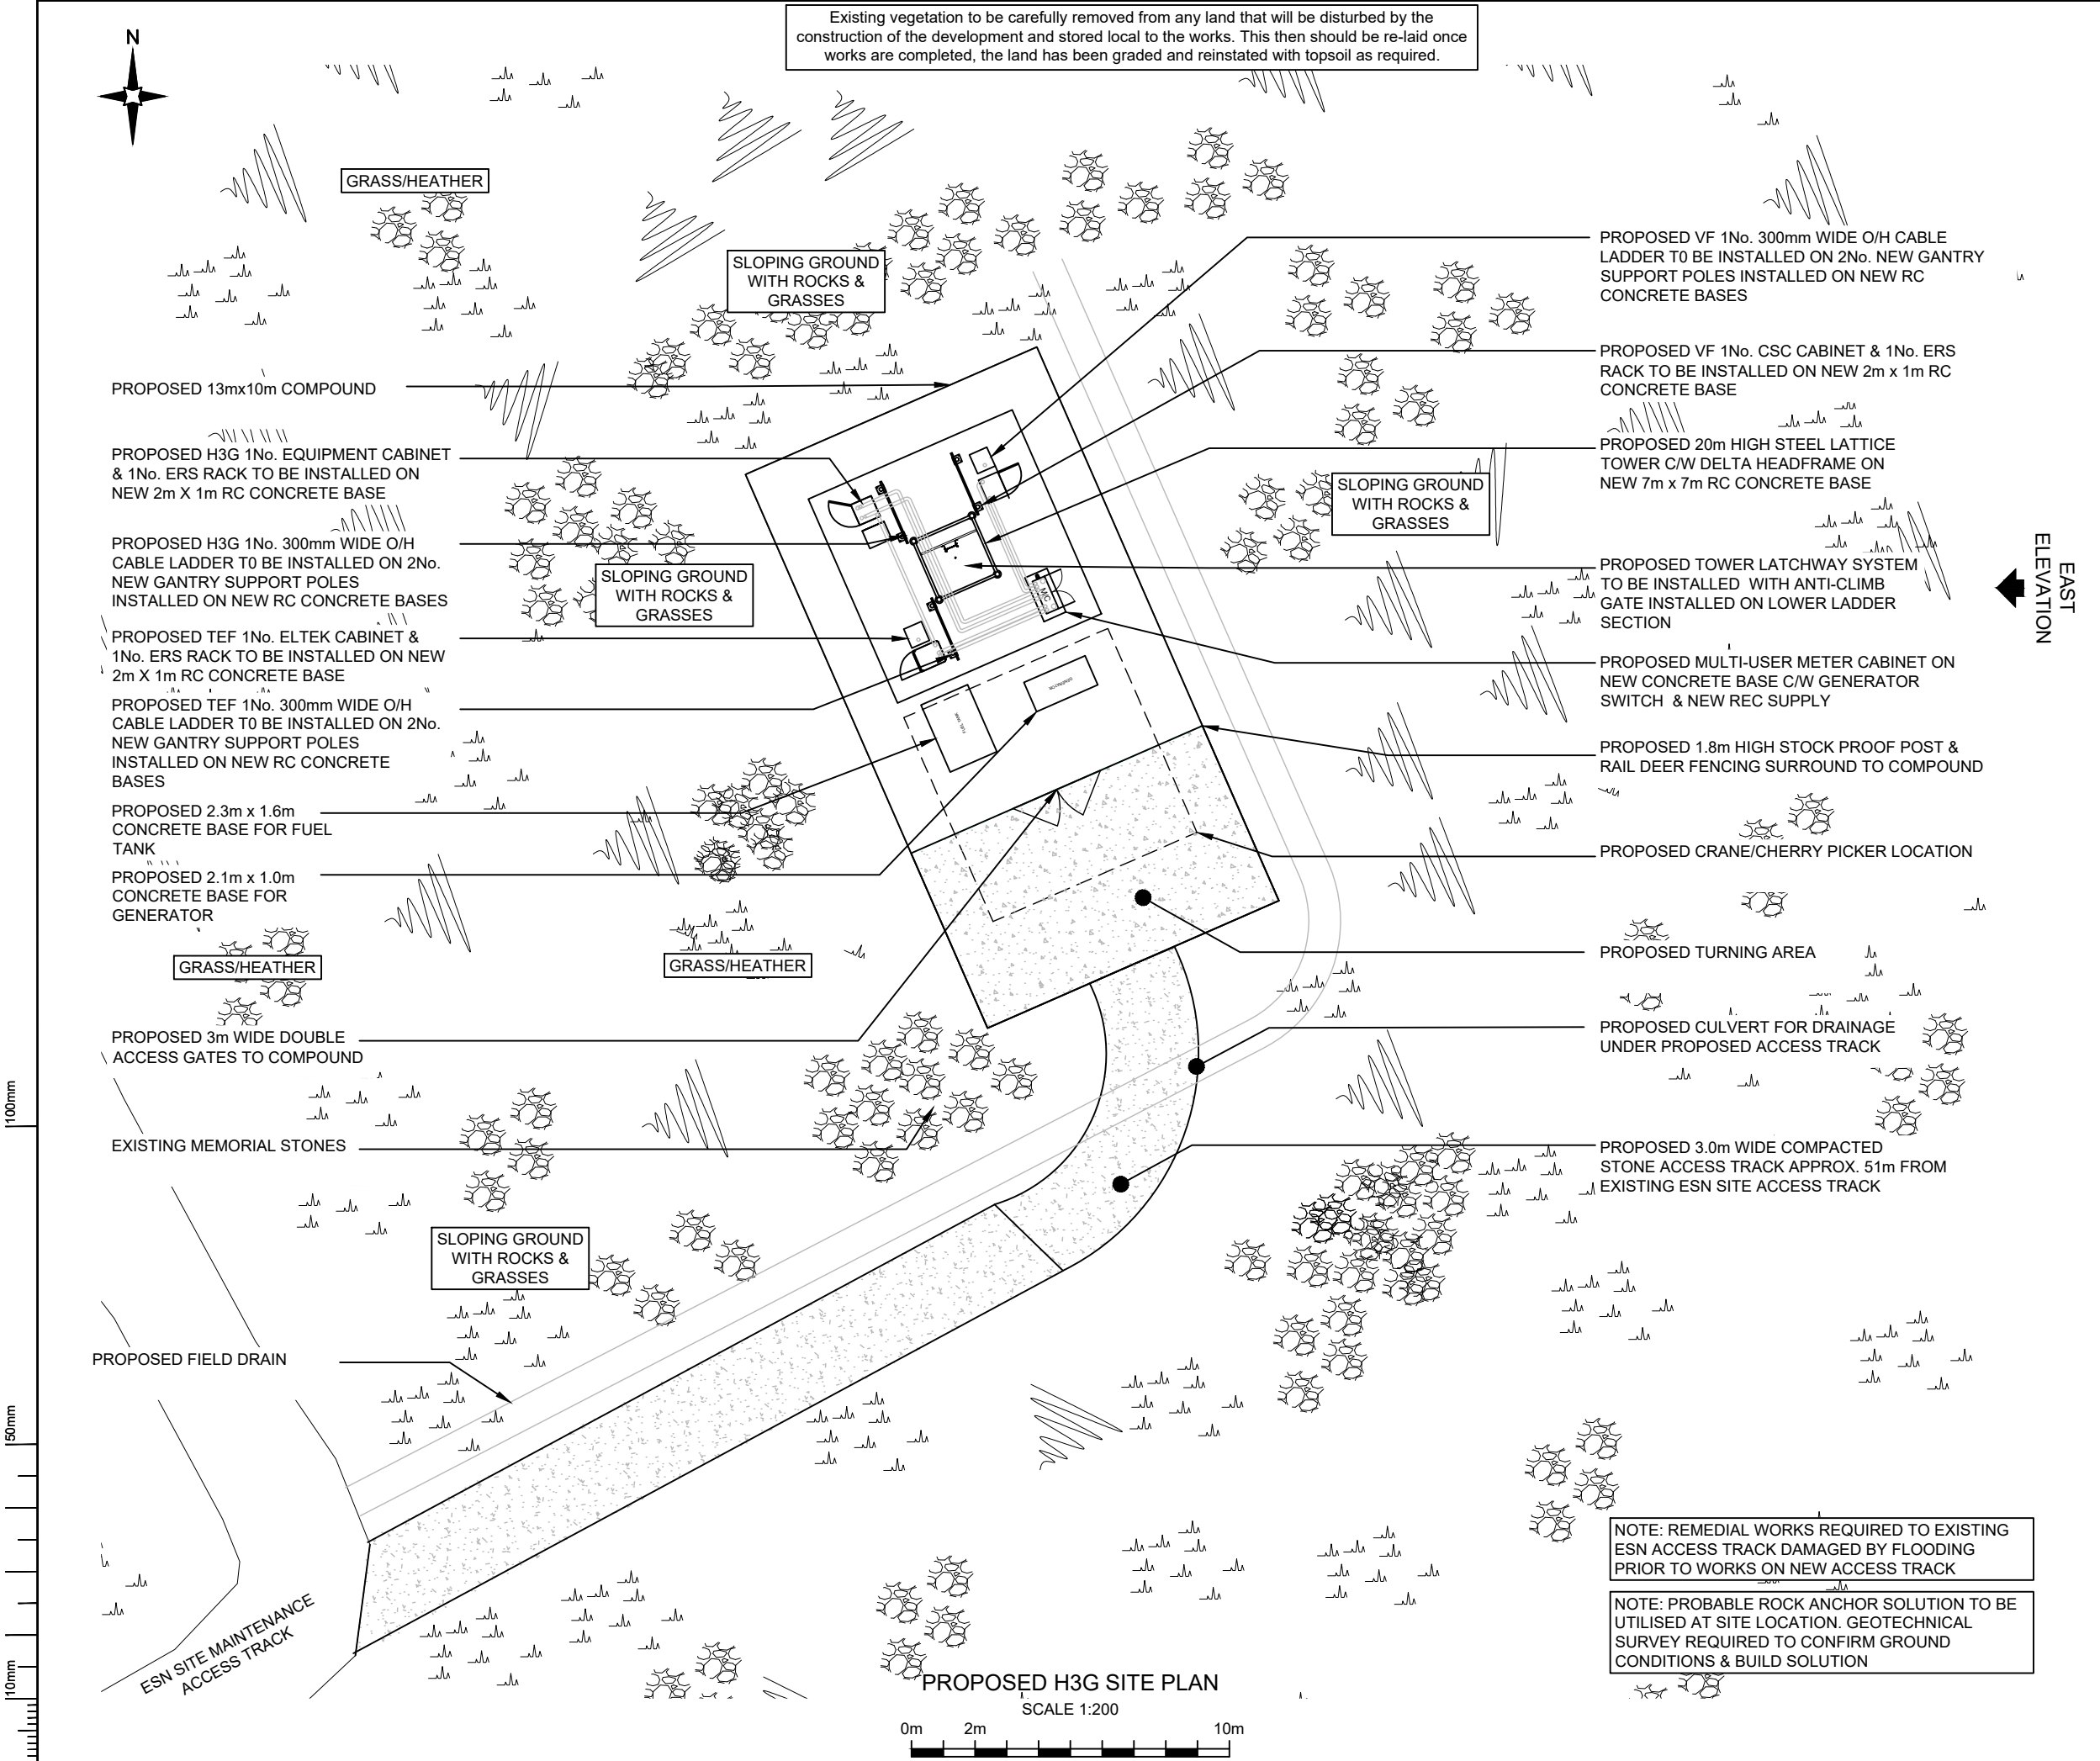 Existing vegetation to be carefully removed from any land that will be disturbed by the
construction of the development and stored local to the works. This then should be re-laid once
works are completed, the land has been graded and reinstated with topsoil as required.
N
GRASS/HEATHER
SLOPING GROUND
WITH ROCKS &
GRASSES
PROPOSED 13mx10m COMPOUND
PROPOSED H3G 1No. EQUIPMENT CABINET
& 1No. ERS RACK TO BE INSTALLED ON
NEW 2m X 1m RC CONCRETE BASE
PROPOSED H3G 1No. 300mm WIDE O/H
CABLE LADDER T0 BE INSTALLED ON 2No.
NEW GANTRY SUPPORT POLES
INSTALLED ON NEW RC CONCRETE BASES
SLOPING GROUND
WITH ROCKS &
GRASSES
PROPOSED TEF 1No. ELTEK CABINET &
1No. ERS RACK TO BE INSTALLED ON NEW
2m X 1m RC CONCRETE BASE
PROPOSED TEF 1No. 300mm WIDE O/H
CABLE LADDER T0 BE INSTALLED ON 2No.
NEW GANTRY SUPPORT POLES
INSTALLED ON NEW RC CONCRETE
BASES
PROPOSED 2.3m x 1.6m
CONCRETE BASE FOR FUEL
TANK
PROPOSED 2.1m x 1.0m
CONCRETE BASE FOR
GENERATOR
GRASS/HEATHER
GRASS/HEATHER
PROPOSED 3m WIDE DOUBLE
ACCESS GATES TO COMPOUND
EXISTING MEMORIAL STONES
SLOPING GROUND
WITH ROCKS &
GRASSES
PROPOSED FIELD DRAIN
ESN SITE MAINTENANCE
ACCESS TRACK
M/C
FUEL TANK
GENERATOR
PROPOSED VF 1No. 300mm WIDE O/H CABLE
LADDER T0 BE INSTALLED ON 2No. NEW GANTRY
SUPPORT POLES INSTALLED ON NEW RC
CONCRETE BASES
PROPOSED VF 1No. CSC CABINET & 1No. ERS
RACK TO BE INSTALLED ON NEW 2m x 1m RC
CONCRETE BASE
PROPOSED 20m HIGH STEEL LATTICE
TOWER C/W DELTA HEADFRAME ON
NEW 7m x 7m RC CONCRETE BASE
SLOPING GROUND
WITH ROCKS &
GRASSES
PROPOSED TOWER LATCHWAY SYSTEM
TO BE INSTALLED WITH ANTI-CLIMB
GATE INSTALLED ON LOWER LADDER
SECTION
EAST
ELEVATION
PROPOSED MULTI-USER METER CABINET ON
NEW CONCRETE BASE C/W GENERATOR
SWITCH & NEW REC SUPPLY
PROPOSED 1.8m HIGH STOCK PROOF POST &
RAIL DEER FENCING SURROUND TO COMPOUND
PROPOSED CRANE/CHERRY PICKER LOCATION
PROPOSED TURNING AREA
PROPOSED CULVERT FOR DRAINAGE
UNDER PROPOSED ACCESS TRACK
PROPOSED 3.0m WIDE COMPACTED
STONE ACCESS TRACK APPROX. 51m FROM
EXISTING ESN SITE ACCESS TRACK
NOTE: REMEDIAL WORKS REQUIRED TO EXISTING
ESN ACCESS TRACK DAMAGED BY FLOODING
PRIOR TO WORKS ON NEW ACCESS TRACK
NOTE: PROBABLE ROCK ANCHOR SOLUTION TO BE
UTILISED AT SITE LOCATION. GEOTECHNICAL
SURVEY REQUIRED TO CONFIRM GROUND
CONDITIONS & BUILD SOLUTION
PROPOSED H3G SITE PLAN
SCALE 1:200
0m 2m 10m
100mm
50mm
10mm